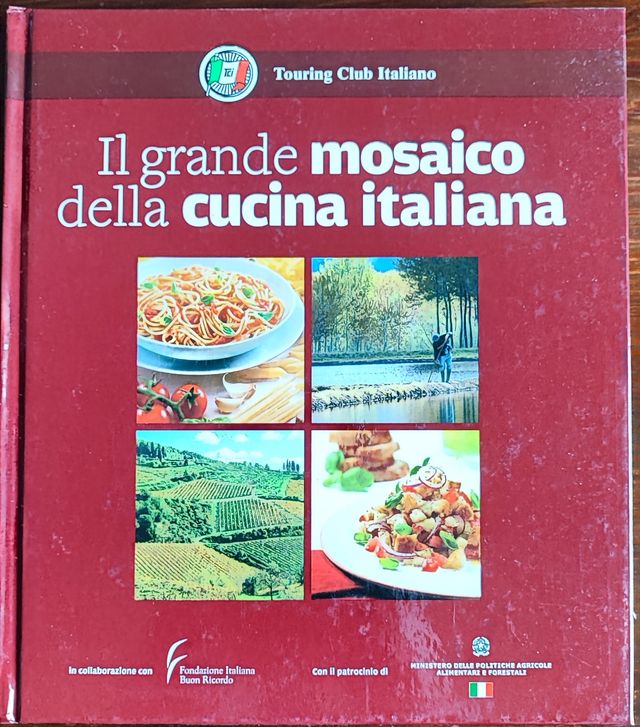 TCI
Touring Club Italiano
Il grande mosaico
della cucina italiana
In collaborazione con
Fondazione Italiana
Buon Ricordo
Con il patrocinio di
MINISTERO DELLE POLITICHE AGRICOLE
ALIMENTARI E FORESTALI